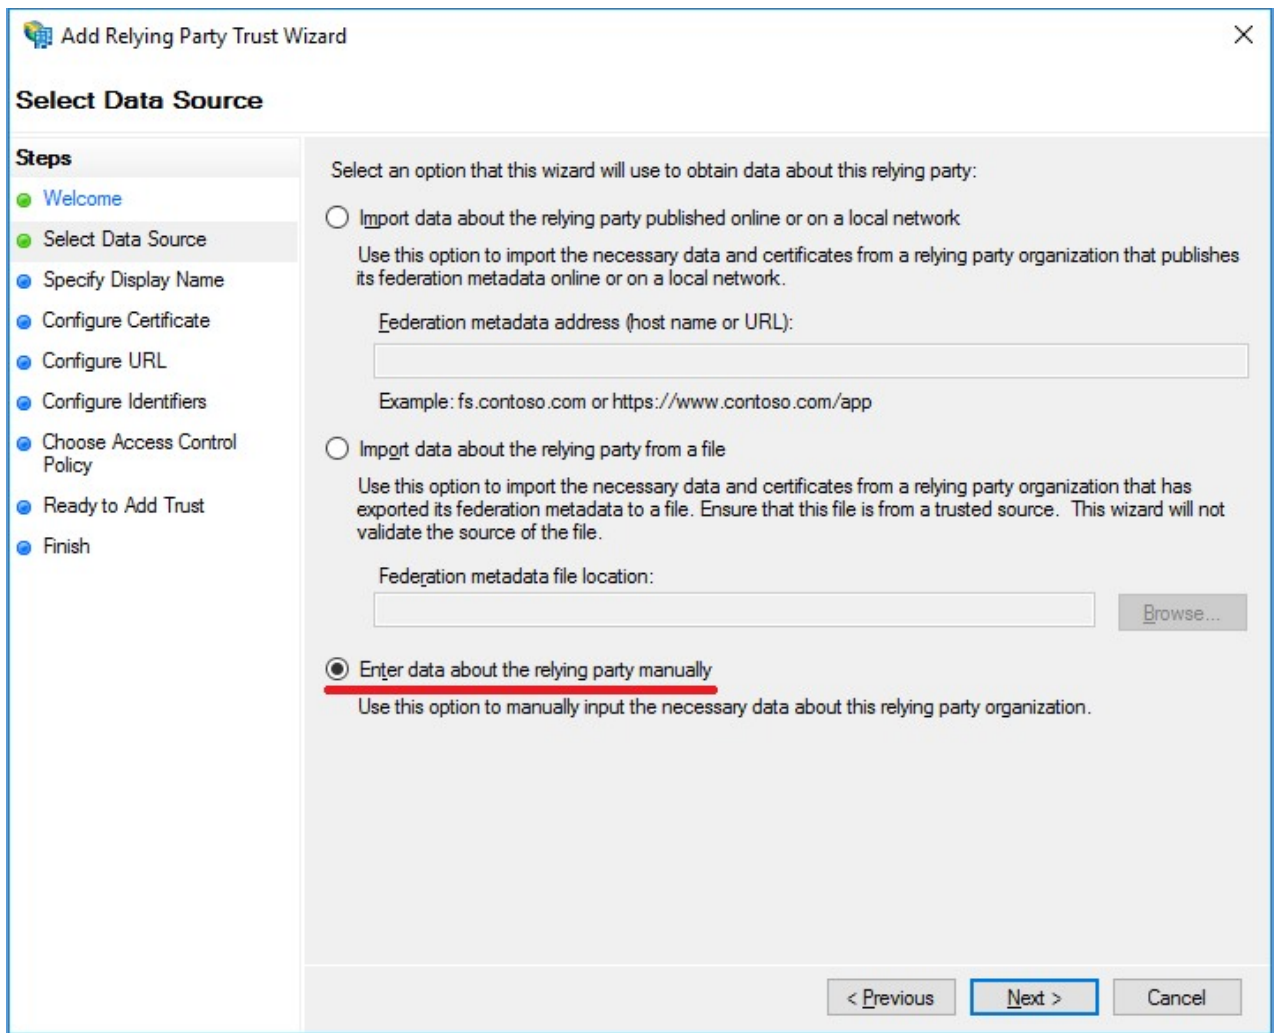 Add Relying Party Trust Wizard
Select Data Source
Steps
Welcome
Select Data Source
Specify Display Name
Configure Certificate
Configure URL
Configure Identifiers
Choose Access Control
Policy
Ready to Add Trust
Finish
Select an option that this wizard will use to obtain data about this relying party:
Import data about the relying party published online or on a local network
Use this option to import the necessary data and certificates from a relying party organization that publishes
its federation metadata online or on a local network.
Federation metadata address (host name or URL):
Example: fs.contoso.com or https://www.contoso.com/app
Import data about the relying party from a file
Use this option to import the necessary data and certificates from a relying party organization that has
exported its federation metadata to a file. Ensure that this file is from a trusted source.  This wizard will not
validate the source of the file.
Federation metadata file location:
Browse...
Enter data about the relying party manually
Use this option to manually input the necessary data about this relying party organization.
< Previous
Next >
Cancel